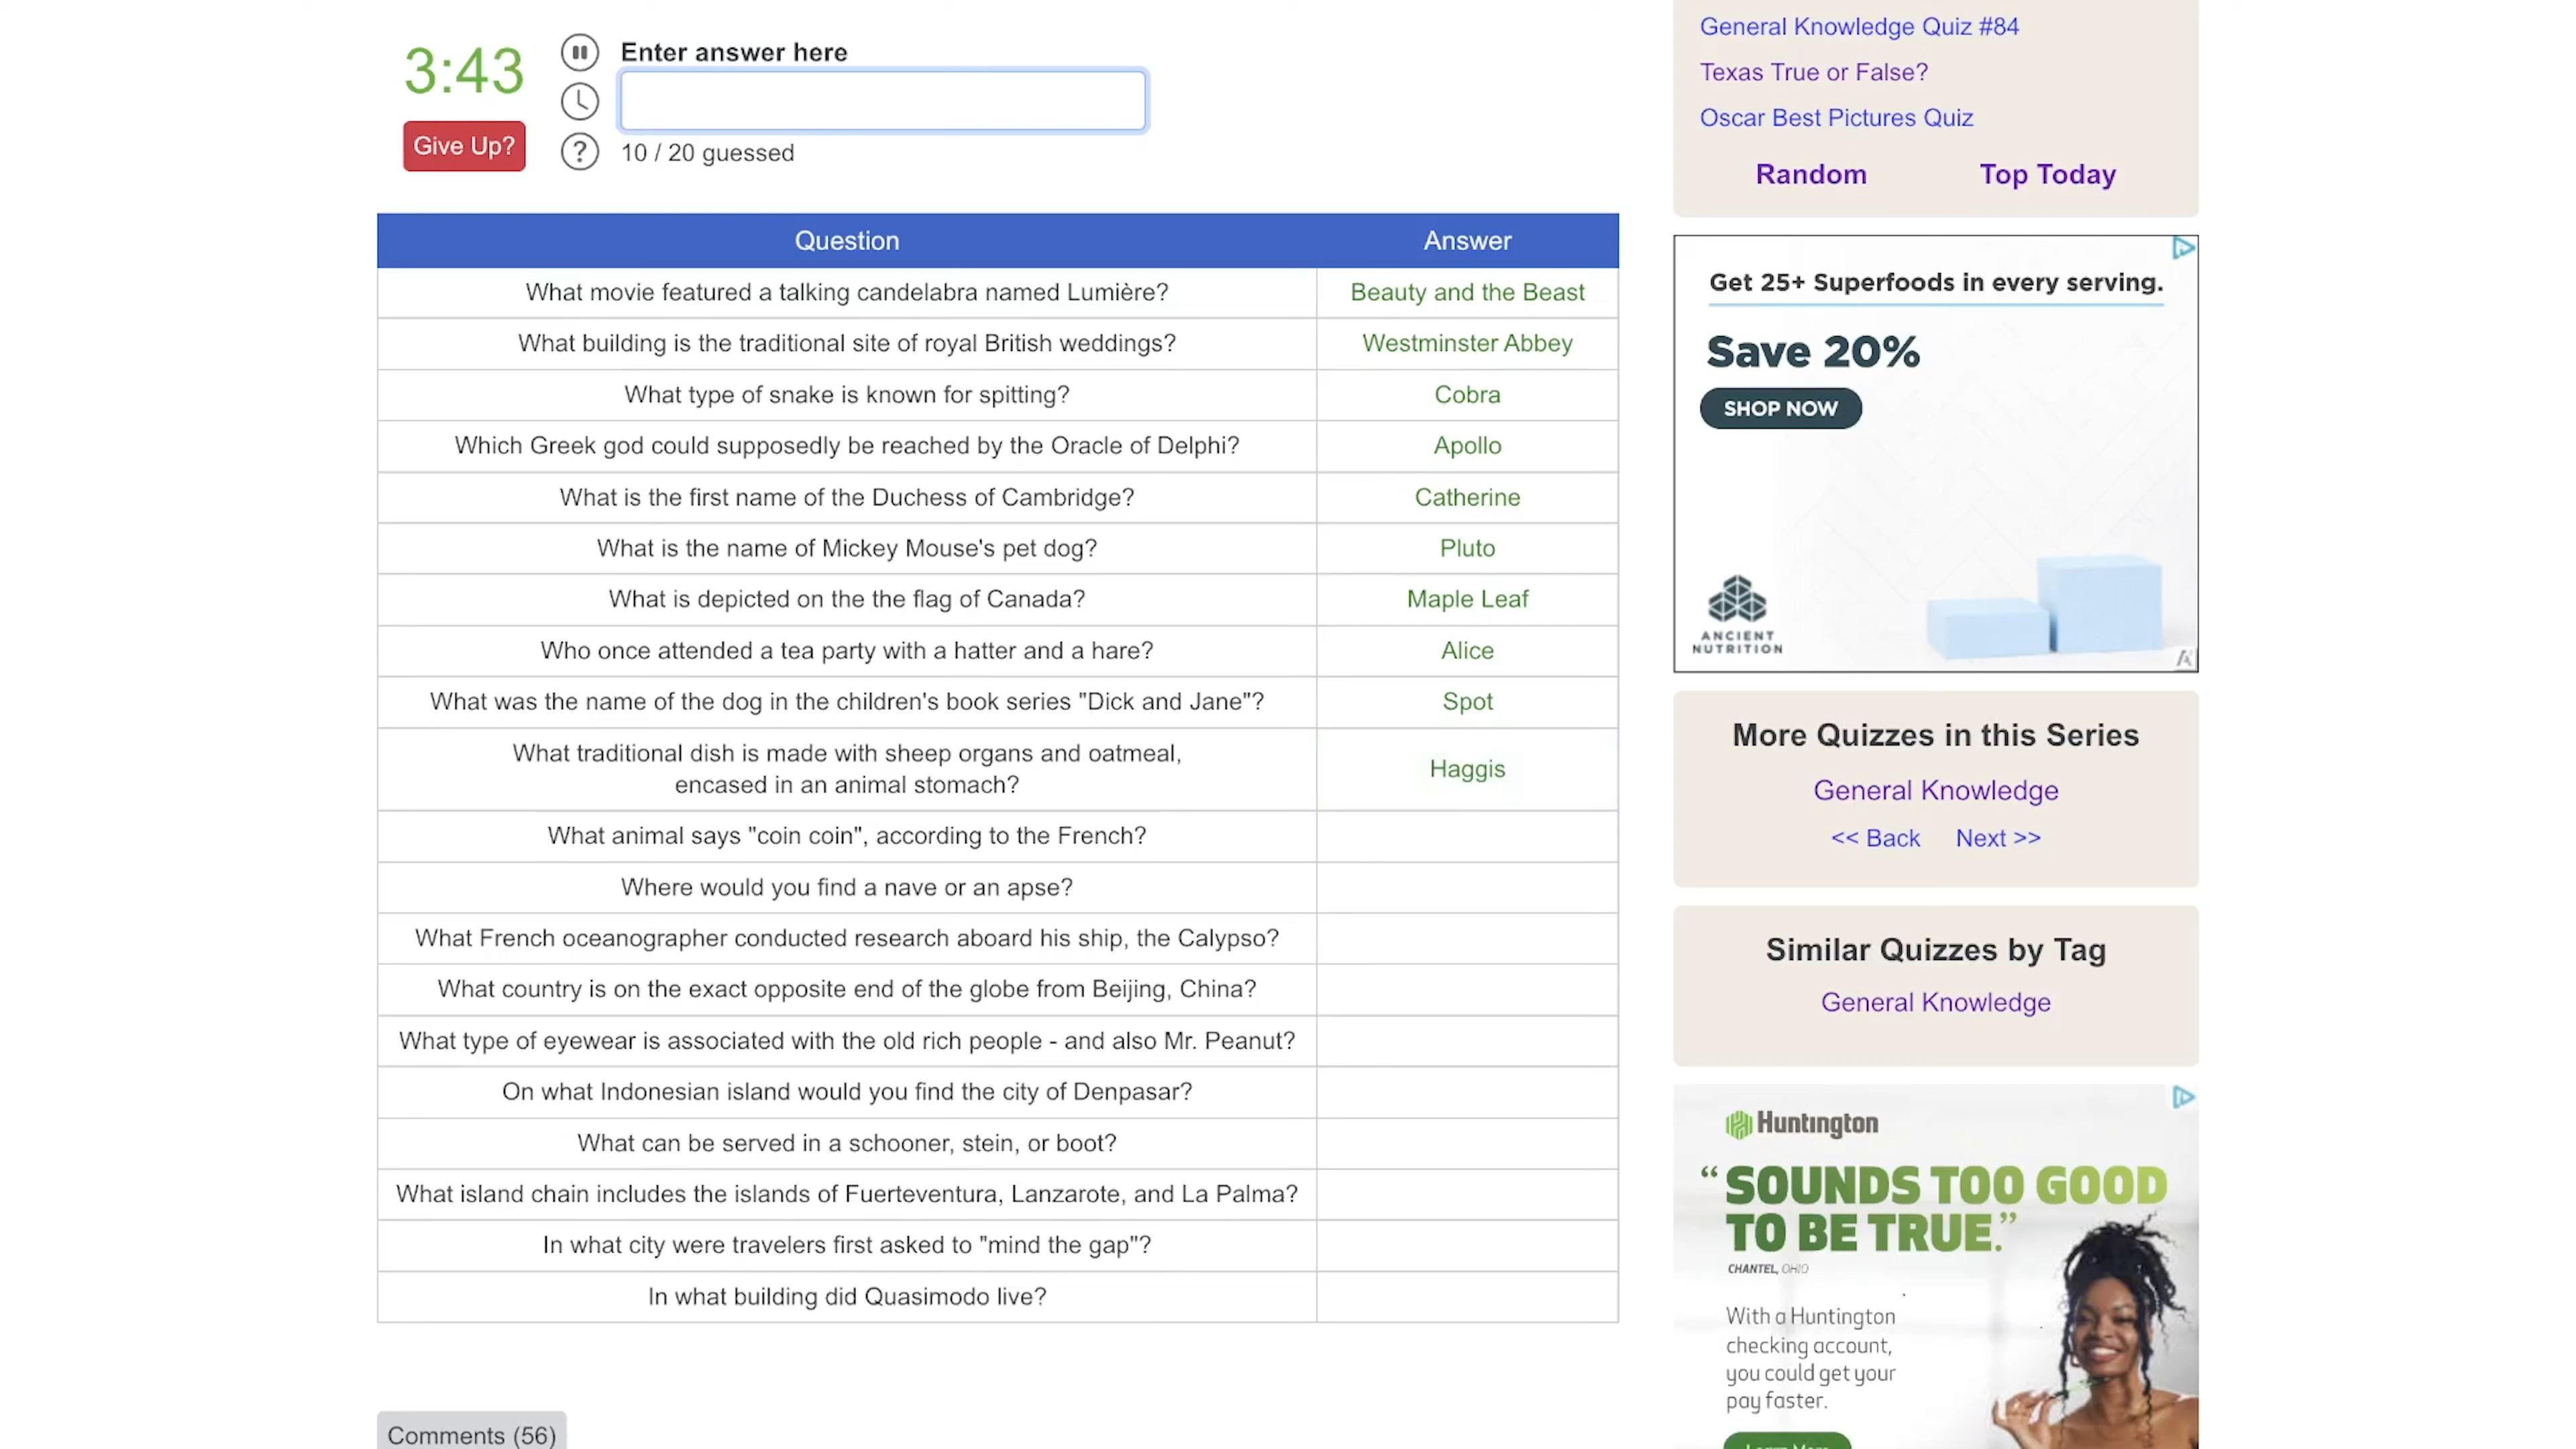 3:43
Give Up?
Enter answer here
10 / 20 guessed
Question Answer
What movie featured a talking candelabra named Lumière? Beauty and the Beast
What building is the traditional site of royal British weddings? Westminster Abbey
What type of snake is known for spitting? Cobra
Which Greek god could supposedly be reached by the Oracle of Delphi? Apollo
What is the first name of the Duchess of Cambridge? Catherine
What is the name of Mickey Mouse's pet dog? Pluto
What is depicted on the the flag of Canada? Maple Leaf
Who once attended a tea party with a hatter and a hare? Alice
What was the name of the dog in the children's book series "Dick and Jane"? Spot
What traditional dish is made with sheep organs and oatmeal,
encased in an animal stomach? Haggis
What animal says "coin coin", according to the French?
Where would you find a nave or an apse?
What French oceanographer conducted research aboard his ship, the Calypso?
What country is on the exact opposite end of the globe from Beijing, China?
What type of eyewear is associated with the old rich people - and also Mr. Peanut?
On what Indonesian island would you find the city of Denpasar?
What can be served in a schooner, stein, or boot?
What island chain includes the islands of Fuerteventura, Lanzarote, and La Palma?
In what city were travelers first asked to "mind the gap"?
In what building did Quasimodo live?
Comments (56)
General Knowledge Quiz #84
Texas True or False?
Oscar Best Pictures Quiz
Random Top Today
Get 25+ Superfoods in every serving.
Save 20%
SHOP NOW
ANCIENT
NUTRITION
More Quizzes in this Series
General Knowledge
<< Back Next >>
Similar Quizzes by Tag
General Knowledge
Huntington
“SOUNDS TOO GOOD
TO BE TRUE.”
CHANTEL, OHIO
With a Huntington
checking account,
you could get your
pay faster.